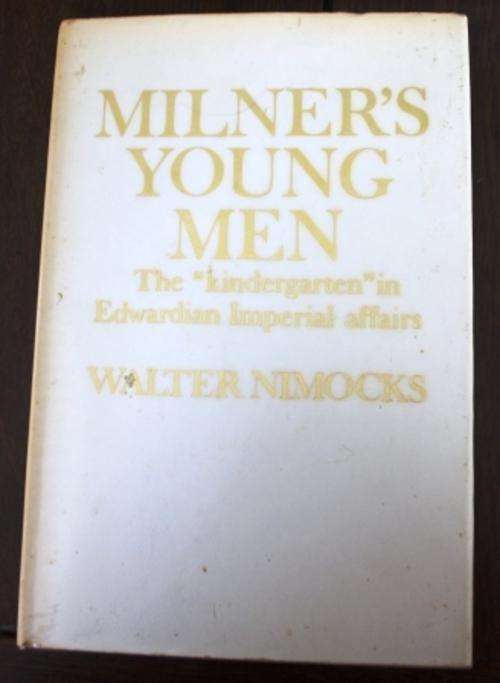 MILNER'S
YOUNG
MEN
The "kindergarten" in
Edwardian Imperial affairs
WALTER NIMOCKS